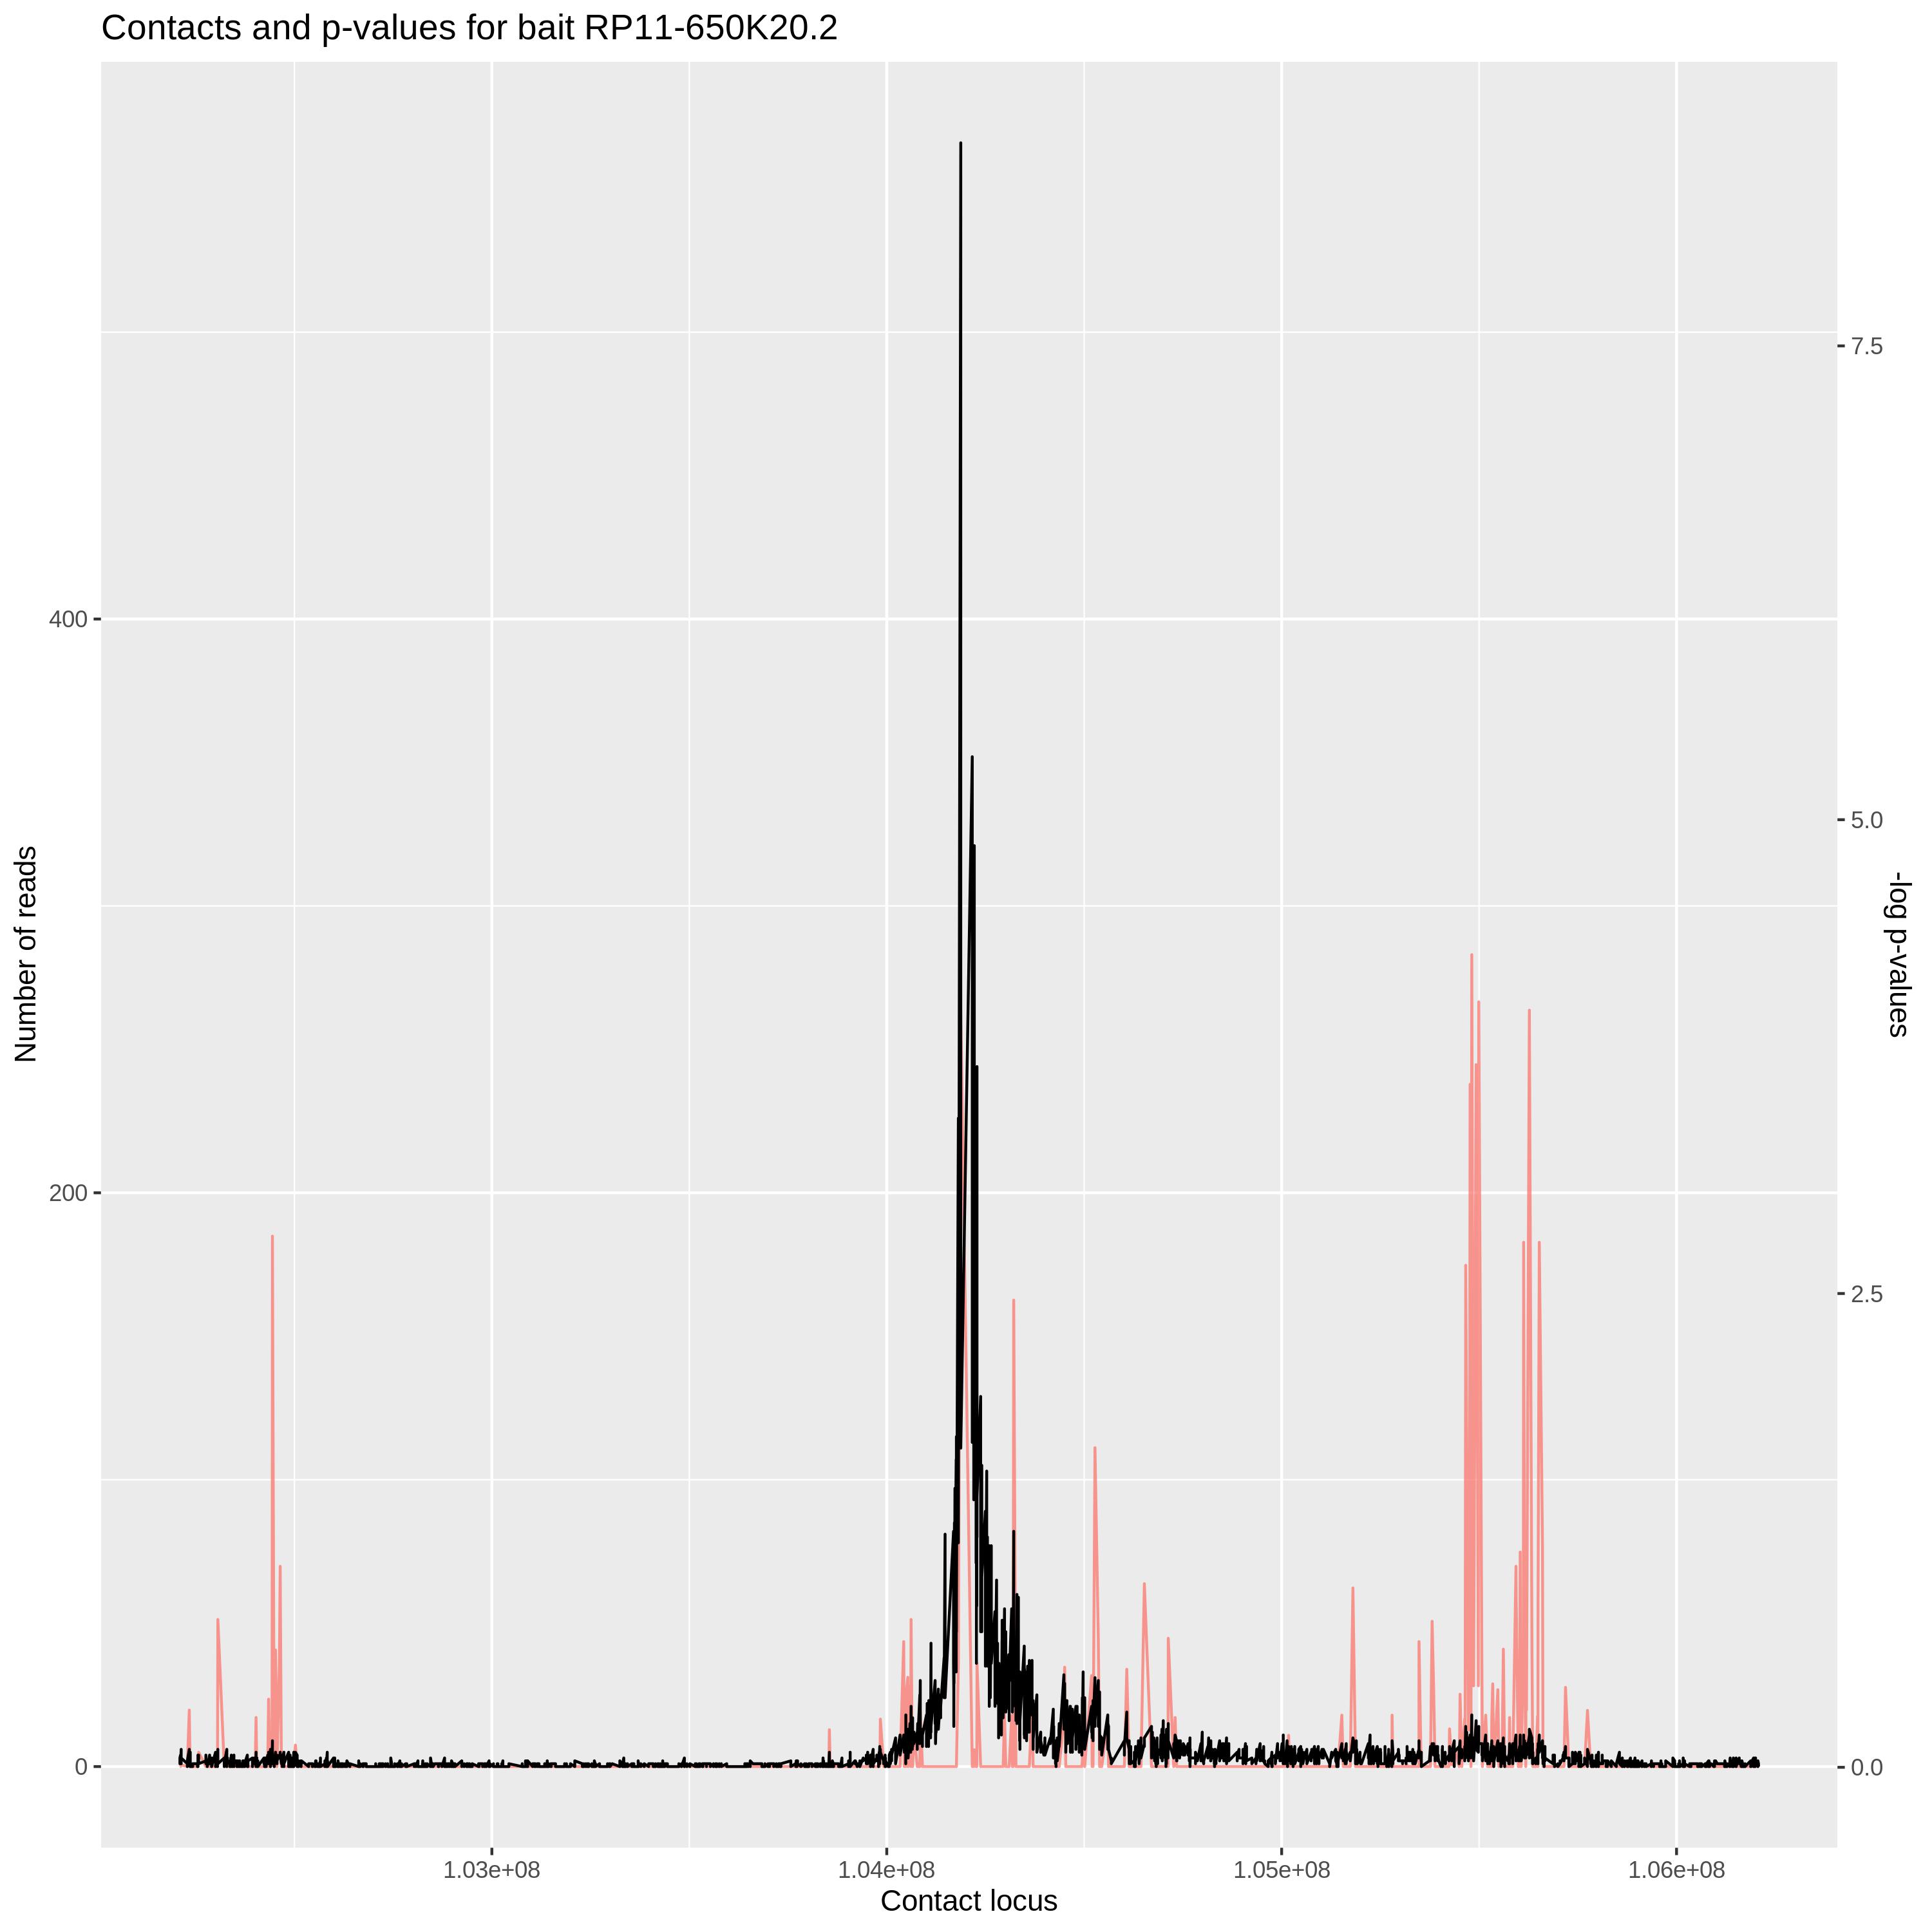 Contacts and p-values for bait RP11-650K20.2
Number of reads
400
200
0
7.5
5.0
2.5
0.0
-log p-values
1.03e+08
1.04e+08
1.05e+08
1.06e+08
Contact locus